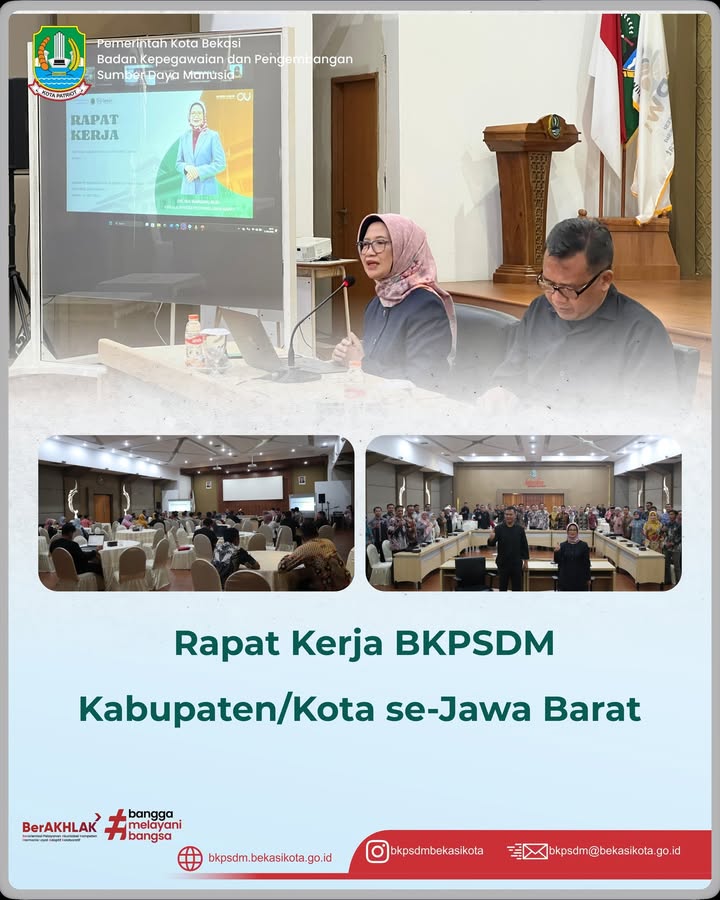 Pemerintah Kota Bekasi
Badan Kepegawaian dan Pengembangan
Sumber Daya Manusia
KOTA PATRIOT
RAPAT
KERJA
Rapat Kerja BKPSDM
Kabupaten/Kota se-Jawa Barat
BerAKHLAK
#bangga
melayani
bangsa
bkpsdm.bekasikota.go.id
bkpsdmbekasikota
bkpsdm@bekasikota.go.id